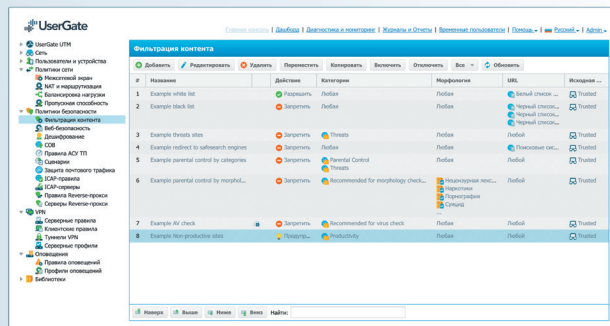 UserGate
Главная консоль | Дашборд | Диагностика и мониторинг | Журналы и Отчеты | Временные пользователи | Помощь | Русский | Admin
UserGate UTM
Сеть
Пользователи и устройства
Политики сети
Межсетевой экран
NAT и маршрутизация
Балансировка нагрузки
Пропускная способность
Политики безопасности
Фильтрация контента
Веб-безопасность
Дешифрование
СОВ
Правила АСУ ТП
Сценарии
Защита почтового трафика
ICAP-правила
ICAP-серверы
Правила Reverse-прокси
Серверы Reverse-прокси
VPN
Серверные правила
Клиентские правила
Туннели VPN
Серверные профили
Оповещения
Правила оповещений
Профили оповещений
Библиотеки
Фильтрация контента
Добавить Редактировать Удалить Переместить Копировать Включить Отключить Все Обновить
# Название Действие Категории Морфология URL Исходная ...
1 Example white list Разрешить Любая Любая Белый список ... Trusted
2 Example black list Запретить Любая Любая Черный список... Trusted
Черный список...
Черный список...
3 Example threats sites Запретить Threats Любая Любой Trusted
4 Example redirect to safesearch engines Запретить Любая Любая Поисковые сис... Trusted
5 Example parental control by categories Запретить Parental Control Любая Любой Trusted
Threats
6 Example parental control by morphol... Запретить Recommended for morphology check... Нецензурная лекс... Любой Trusted
Наркотики
Порнография
Суицид
...
7 Example AV check Запретить Recommended for virus check Любая Любой Trusted
8 Example Non-productive sites Предупр... Productivity Любая Любой Trusted
Наверх Выше Ниже Вниз Найти: